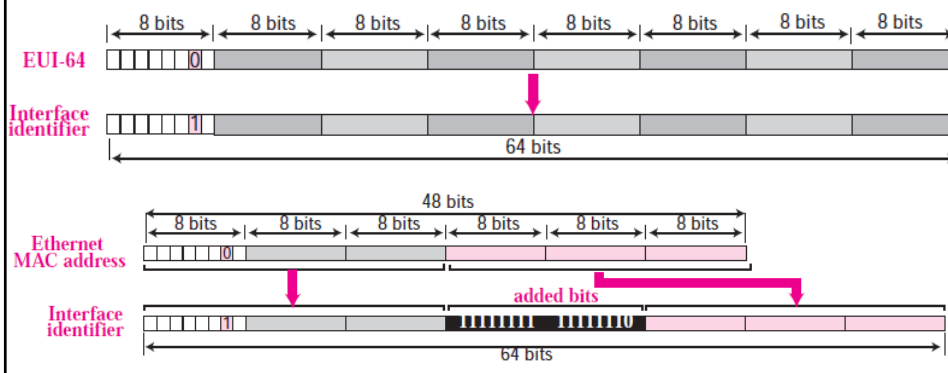 8 bits 8 bits 8 bits 8 bits 8 bits 8 bits 8 bits 8 bits
EUI-64 0
Interface
identifier 1
64 bits
48 bits
8 bits 8 bits 8 bits 8 bits 8 bits 8 bits
Ethernet
MAC address 0
added bits
Interface
identifier 1 11111111 11111110
64 bits